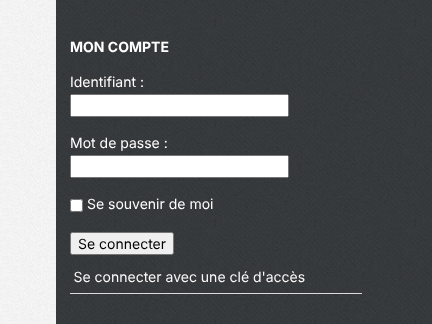 MON COMPTE
Identifiant :
Mot de passe :
Se souvenir de moi
Se connecter
Se connecter avec une clé d'accès